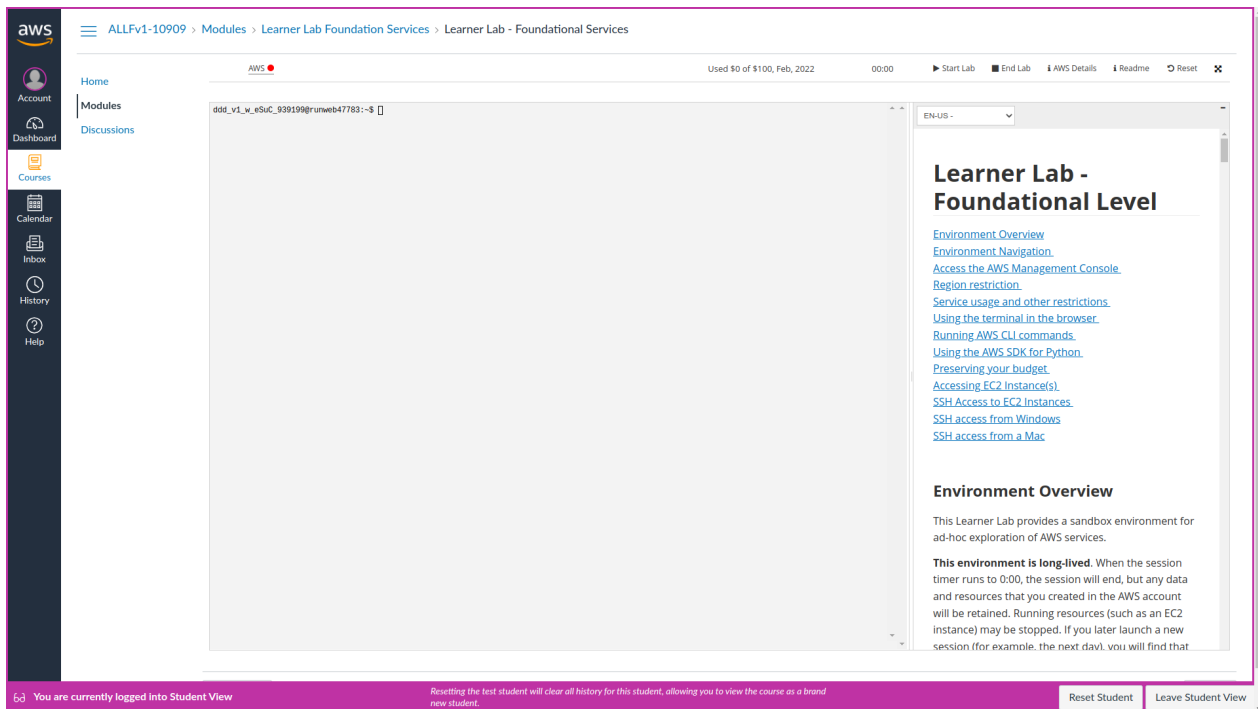 aws
ALLFv1-10909 > Modules > Learner Lab Foundation Services > Learner Lab - Foundational Services
Account
Dashboard
Courses
Calendar
Inbox
History
Help
Home
Modules
Discussions
AWS
Used $0 of $100, Feb, 2022
00:00
Start Lab
End Lab
AWS Details
Readme
Reset
ddd_v1_w_eSuC_939199@runweb47783:~$
EN-US -
Learner Lab -
Foundational Level
Environment Overview
Environment Navigation
Access the AWS Management Console
Region restriction
Service usage and other restrictions
Using the terminal in the browser
Running AWS CLI commands
Using the AWS SDK for Python
Preserving your budget
Accessing EC2 Instance(s)
SSH Access to EC2 Instances
SSH access from Windows
SSH access from a Mac
Environment Overview
This Learner Lab provides a sandbox environment for
ad-hoc exploration of AWS services.
This environment is long-lived. When the session
timer runs to 0:00, the session will end, but any data
and resources that you created in the AWS account
will be retained. Running resources (such as an EC2
instance) may be stopped. If you later launch a new
session (for example, the next day), you will find that
You are currently logged into Student View
Resetting the test student will clear all history for this student, allowing you to view the course as a brand
new student.
Reset Student
Leave Student View